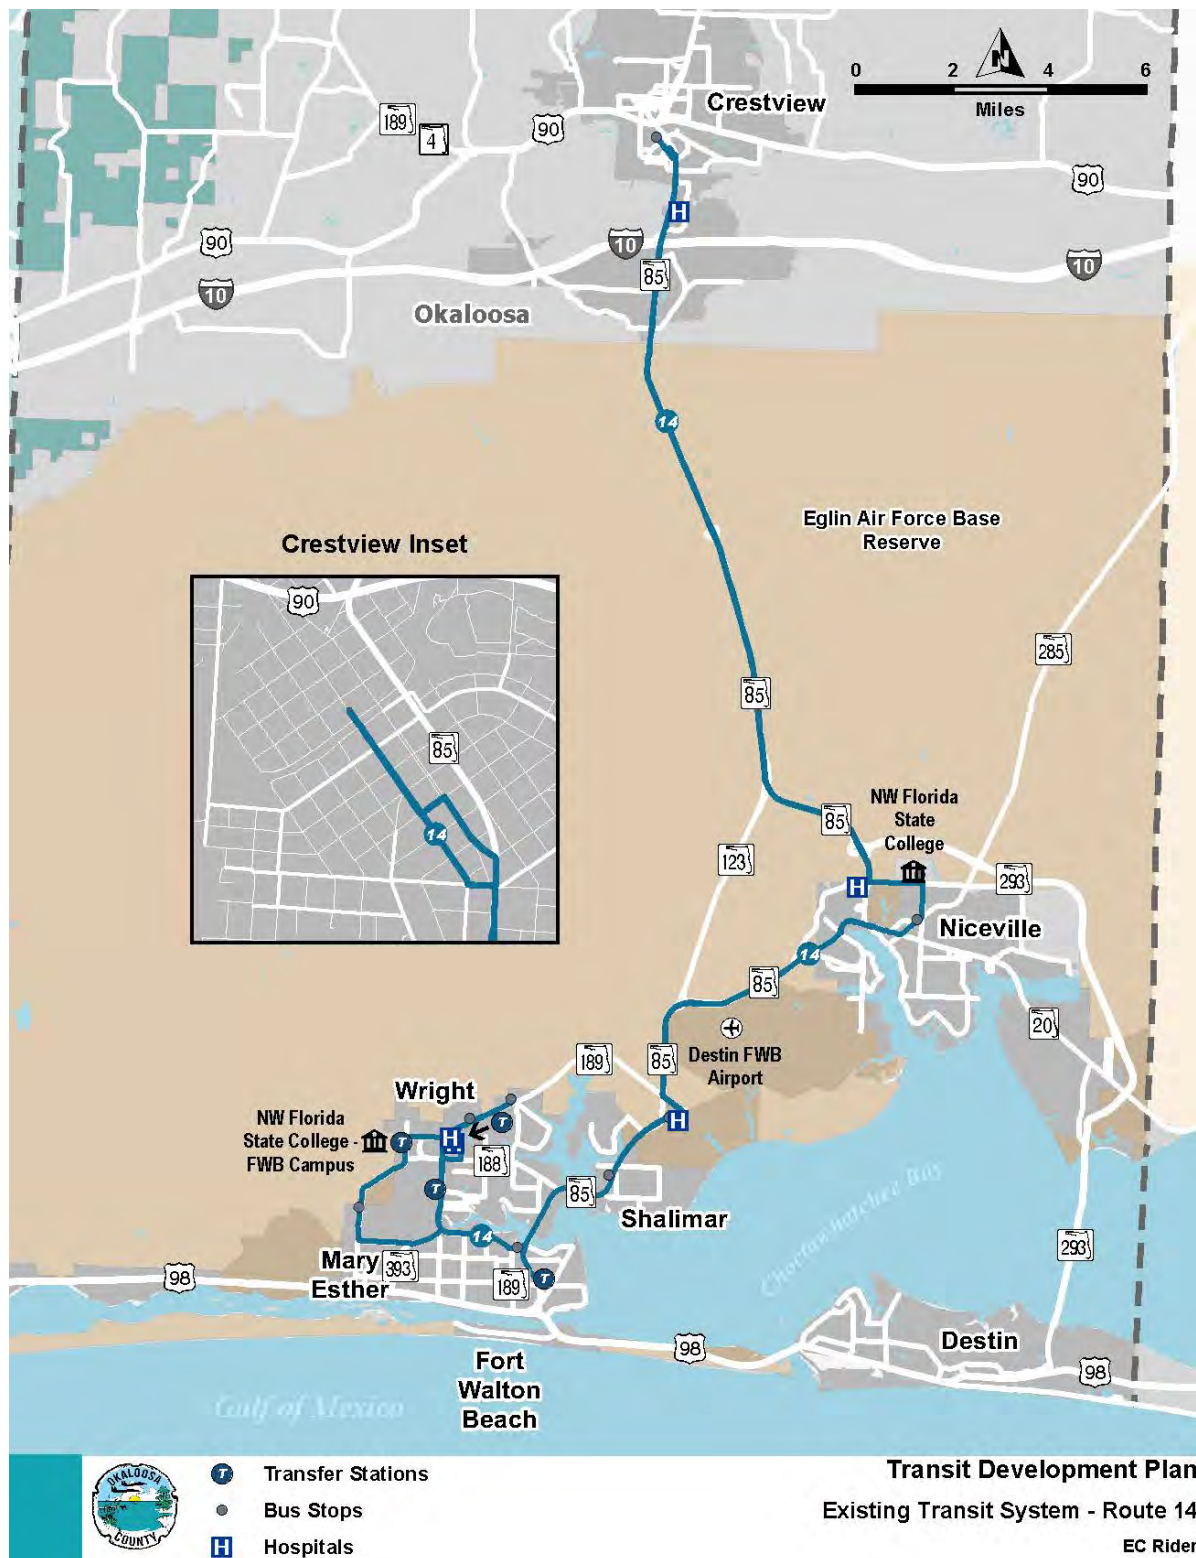 N
0 2 4 6
Miles
Crestview
189
4
90
90
90
10
10
10
85
Okaloosa
14
Eglin Air Force Base
Reserve
Crestview Inset
90
85
14
285
85
NW Florida
State
College
85
123
293
Niceville
14
85
20
Destin FWB
Airport
85
189
Wright
NW Florida
State College -
FWB Campus
T
T
H
H
H
H
188
T
85
Shalimar
14
Mary
Esther
393
189
T
98
293
Choctawhatchee Bay
Destin
98
98
Fort
Walton
Beach
Gulf of Mexico
OKALOOSA
COUNTY
T Transfer Stations
Bus Stops
H Hospitals
Transit Development Plan
Existing Transit System - Route 14
EC Rider